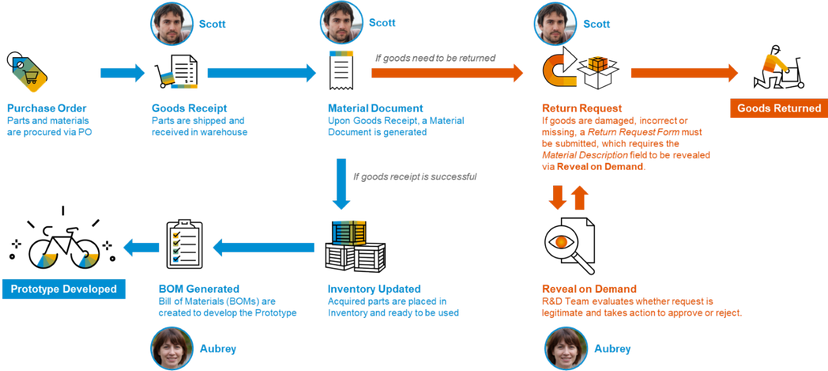 Scott
Scott
Scott
If goods need to be returned
Purchase Order
Parts and materials
are procured via PO
Goods Receipt
Parts are shipped and
received in warehouse
Material Document
Upon Goods Receipt, a Material
Document is generated
Return Request
If goods are damaged, incorrect or
missing, a Return Request Form must
be submitted, which requires the
Material Description field to be revealed
via Reveal on Demand.
Goods Returned
If goods receipt is successful
Prototype Developed
BOM Generated
Bill of Materials (BOMs) are
created to develop the Prototype
Inventory Updated
Acquired parts are placed in
Inventory and ready to be used
Reveal on Demand
R&D Team evaluates whether request is
legitimate and takes action to approve or reject.
Aubrey
Aubrey